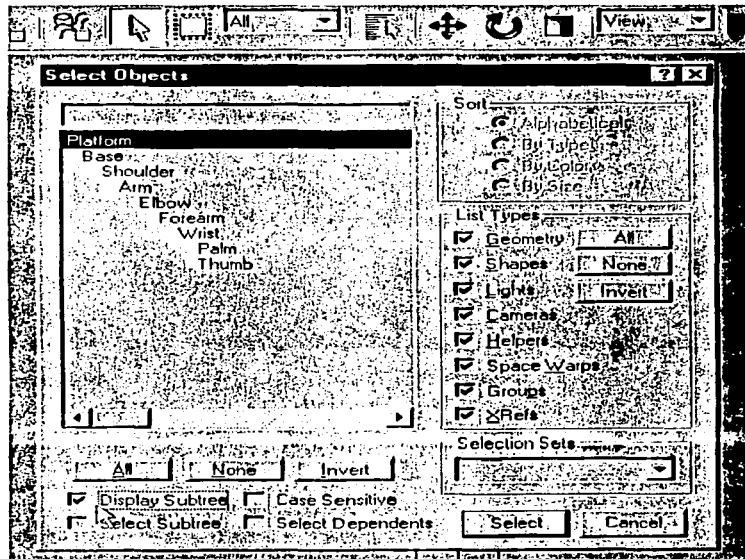 All
View
Select Objects
Platform
Base
Shoulder
Arm
Elbow
Forearm
Wrist
Palm
Thumb
All None Invert
Display Subtree Case Sensitive
Select Subtree Select Dependents
Sort
Alphabetical
By Type
By Color
By Size
List Types
Geometry All
Shapes None
Lights Invert
Cameras
Helpers
Space Warps
Groups
XRefs
Selection Sets
Select Cancel